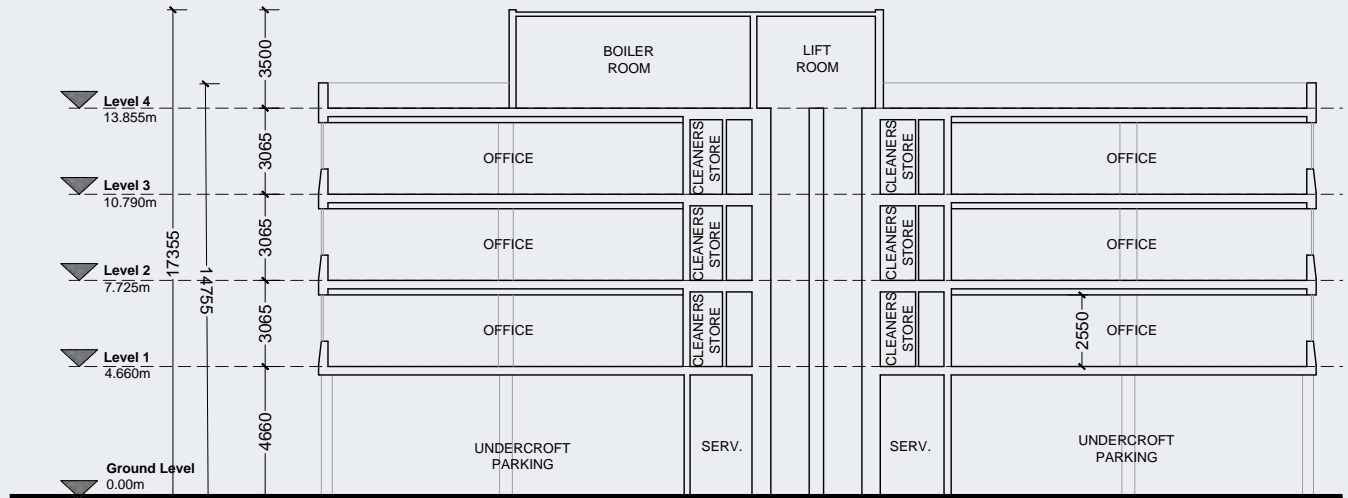 BOILER
ROOM
LIFT
ROOM
3500
Level 4
13.855m
3065
OFFICE
CLEANERS
STORE
CLEANERS
STORE
OFFICE
Level 3
10.790m
17355
14755
3065
OFFICE
CLEANERS
STORE
CLEANERS
STORE
OFFICE
Level 2
7.725m
3065
OFFICE
CLEANERS
STORE
CLEANERS
STORE
2550
OFFICE
Level 1
4.660m
4660
UNDERCROFT
PARKING
SERV.
SERV.
UNDERCROFT
PARKING
Ground Level
0.00m